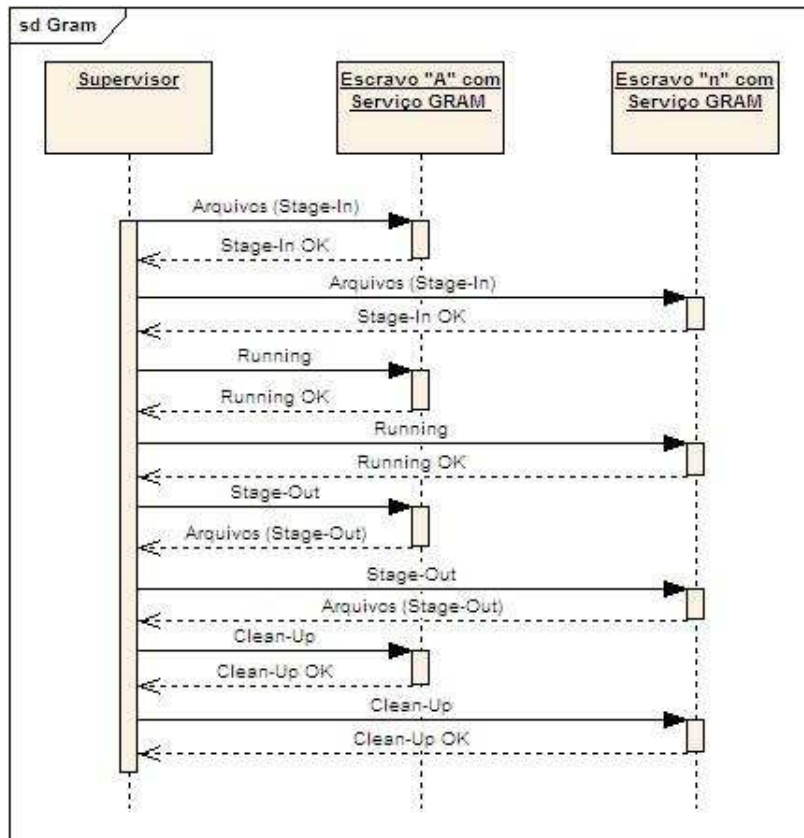 sd Gram
Supervisor
Escravo "A" com
Serviço GRAM
Escravo "n" com
Serviço GRAM
Arquivos (Stage-In)
Stage-In OK
Arquivos (Stage-In)
Stage-In OK
Running
Running OK
Running
Running OK
Stage-Out
Arquivos (Stage-Out)
Stage-Out
Arquivos (Stage-Out)
Clean-Up
Clean-Up OK
Clean-Up
Clean-Up OK